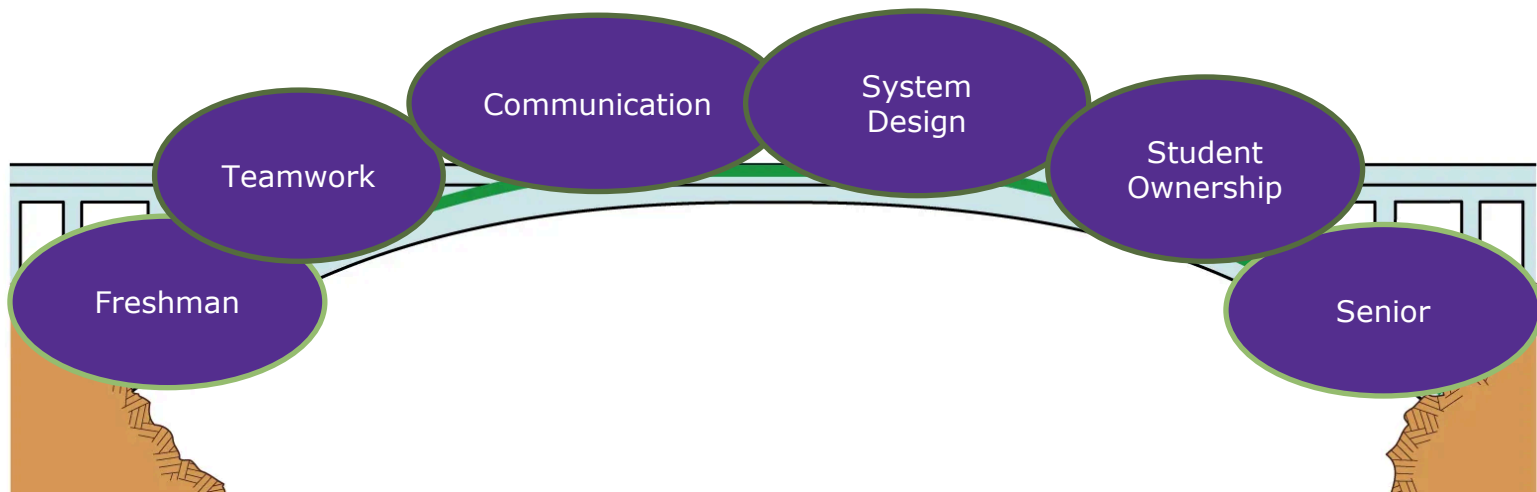 Freshman
Teamwork
Communication
System
Design
Student
Ownership
Senior